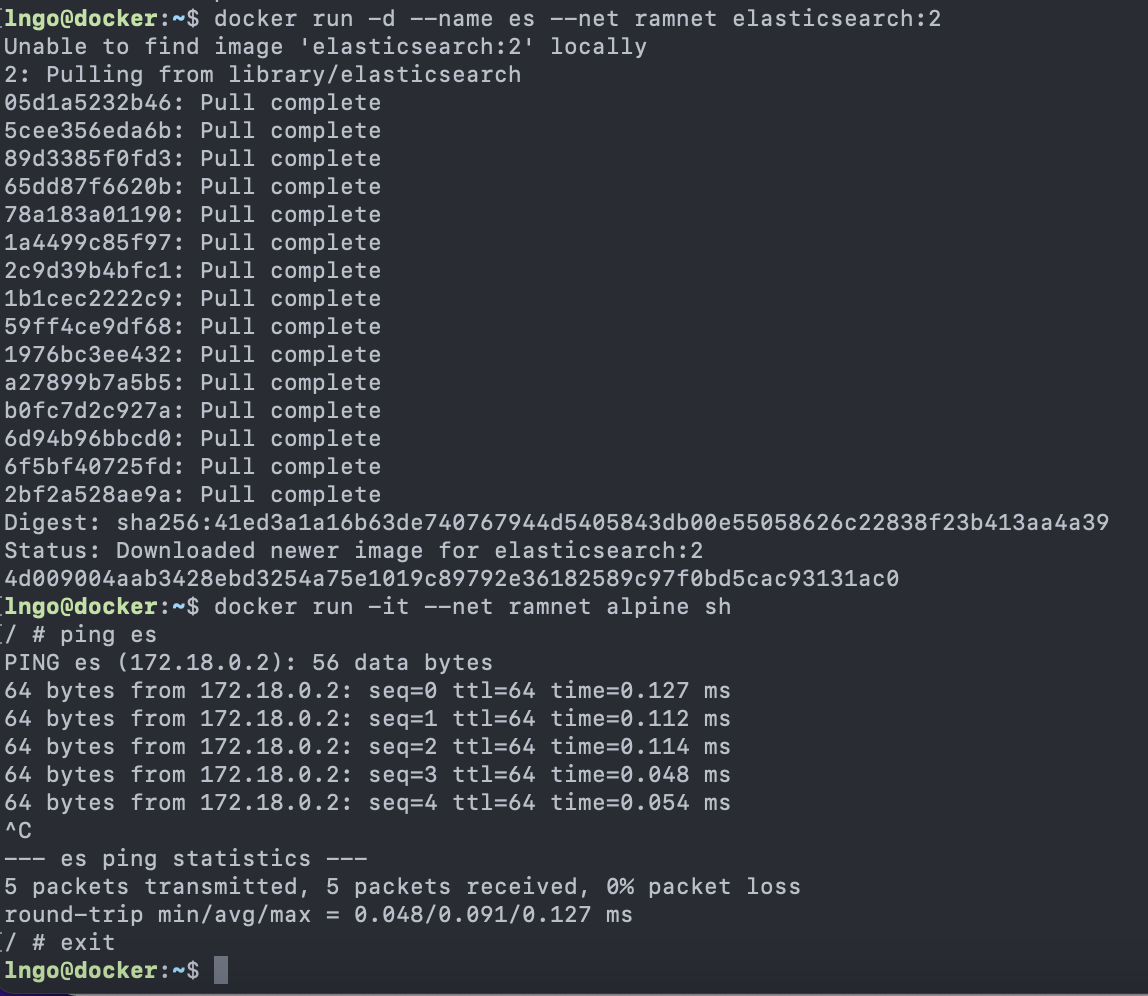 lngo@docker:~$ docker run -d --name es --net ramnet elasticsearch:2
Unable to find image 'elasticsearch:2' locally
2: Pulling from library/elasticsearch
05d1a5232b46: Pull complete
5cee356eda6b: Pull complete
89d3385f0fd3: Pull complete
65dd87f6620b: Pull complete
78a183a01190: Pull complete
1a4499c85f97: Pull complete
2c9d39b4bfc1: Pull complete
1b1cec2222c9: Pull complete
59ff4ce9df68: Pull complete
1976bc3ee432: Pull complete
a27899b7a5b5: Pull complete
b0fc7d2c927a: Pull complete
6d94b96bbcd0: Pull complete
6f5bf40725fd: Pull complete
2bf2a528ae9a: Pull complete
Digest: sha256:41ed3a1a16b63de740767944d5405843db00e55058626c22838f23b413aa4a39
Status: Downloaded newer image for elasticsearch:2
4d009004aab3428ebd3254a75e1019c89792e36182589c97f0bd5cac93131ac0
lngo@docker:~$ docker run -it --net ramnet alpine sh
/ # ping es
PING es (172.18.0.2): 56 data bytes
64 bytes from 172.18.0.2: seq=0 ttl=64 time=0.127 ms
64 bytes from 172.18.0.2: seq=1 ttl=64 time=0.112 ms
64 bytes from 172.18.0.2: seq=2 ttl=64 time=0.114 ms
64 bytes from 172.18.0.2: seq=3 ttl=64 time=0.048 ms
64 bytes from 172.18.0.2: seq=4 ttl=64 time=0.054 ms
^C
--- es ping statistics ---
5 packets transmitted, 5 packets received, 0% packet loss
round-trip min/avg/max = 0.048/0.091/0.127 ms
/ # exit
lngo@docker:~$